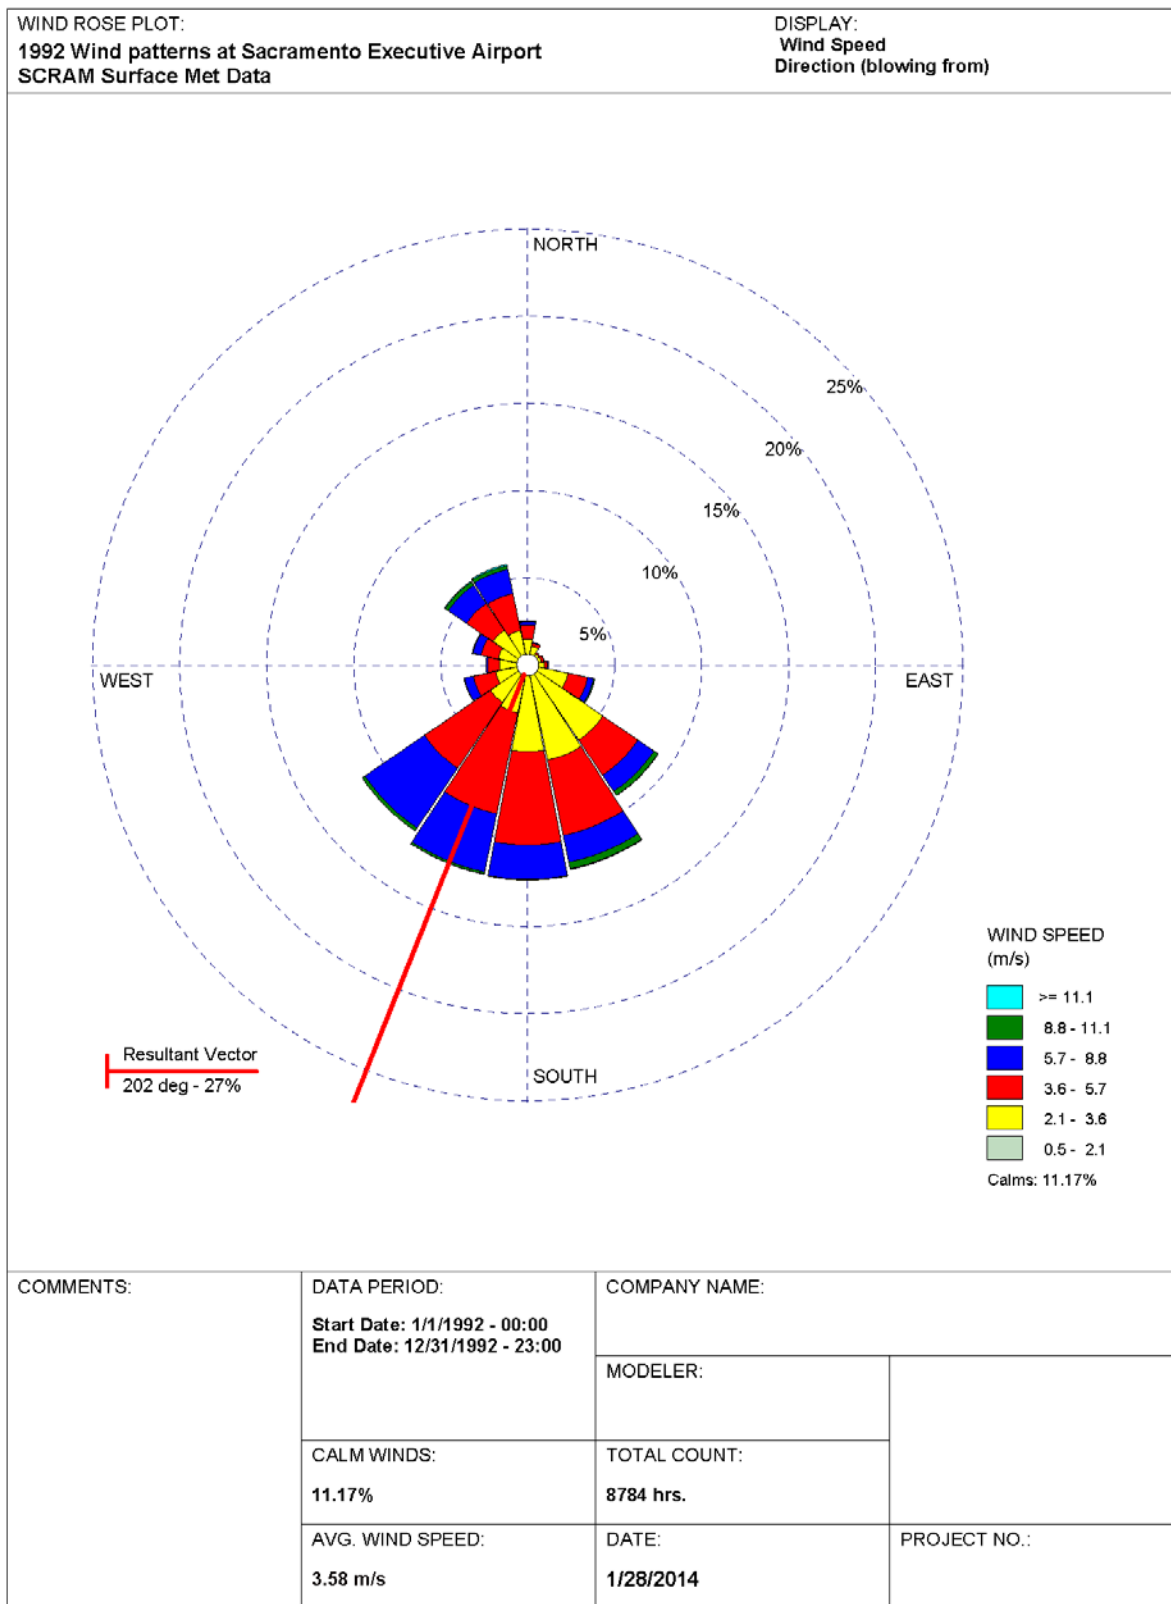 WIND ROSE PLOT:
1992 Wind patterns at Sacramento Executive Airport
SCRAM Surface Met Data
DISPLAY:
Wind Speed
Direction (blowing from)
NORTH
25%
20%
15%
10%
5%
WEST
EAST
SOUTH
Resultant Vector
202 deg - 27%
WIND SPEED
(m/s)
>= 11.1
8.8 - 11.1
5.7 - 8.8
3.6 - 5.7
2.1 - 3.6
0.5 - 2.1
Calms: 11.17%
COMMENTS:
DATA PERIOD:
Start Date: 1/1/1992 - 00:00
End Date: 12/31/1992 - 23:00
COMPANY NAME:
MODELER:
CALM WINDS:
11.17%
TOTAL COUNT:
8784 hrs.
AVG. WIND SPEED:
3.58 m/s
DATE:
1/28/2014
PROJECT NO.: